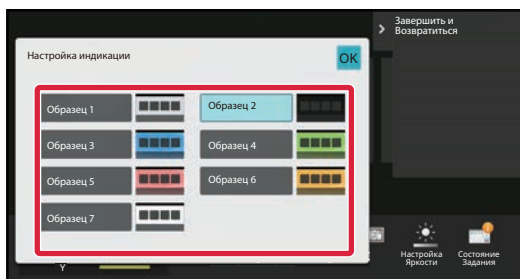 Завершить и
Возвратиться
Настройка индикации
OK
Образец 1
Образец 2
Образец 3
Образец 4
Образец 5
Образец 6
Образец 7
Настройка
Яркости
Состояние
Задания
Y